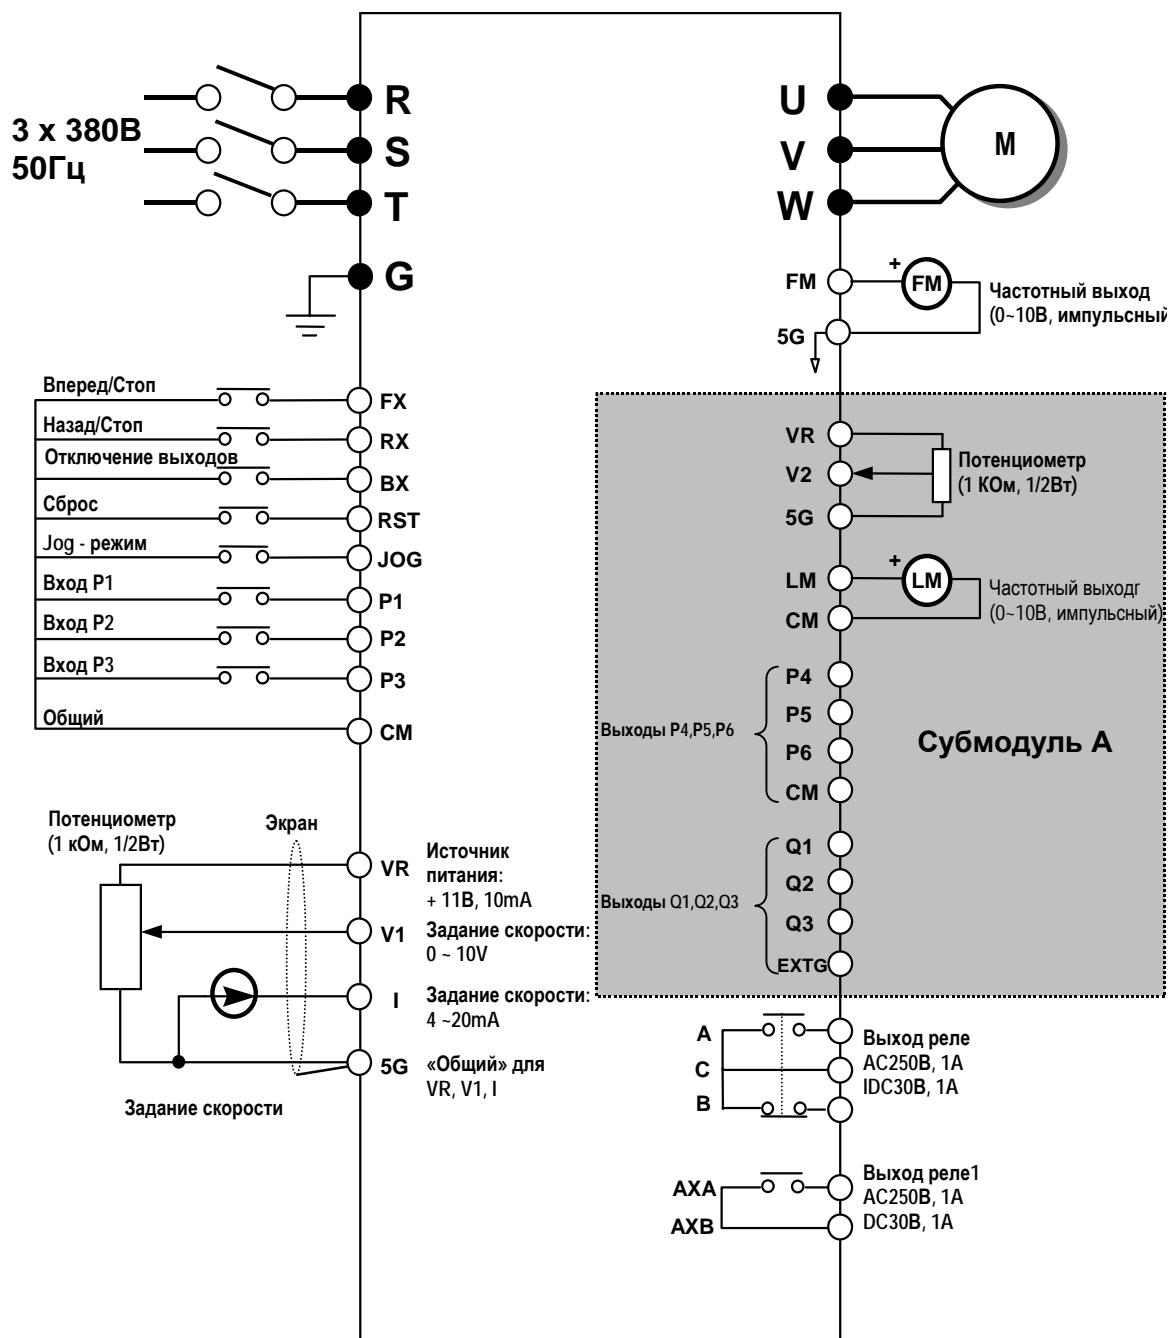 3 x 380В
50Гц
R
S
T
G
U
V
W
M
FM
+
FM
5G
Частотный выход
(0~10В, импульсный
Вперед/Стоп
FX
Назад/Стоп
RX
Отключение выходов
BX
Сброс
RST
Jog - режим
JOG
Вход P1
P1
Вход P2
P2
Вход P3
P3
Общий
CM
VR
V2
5G
Потенциометр
(1 КОм, 1/2Вт)
LM
+
LM
CM
Частотный выходг
(0~10В, импульсный)
P4
P5
P6
CM
Выходы P4,P5,P6
Субмодуль А
Q1
Q2
Q3
EXTG
Выходы Q1,Q2,Q3
Потенциометр
(1 кОм, 1/2Вт)
Экран
VR
Источник
питания:
+ 11В, 10mA
V1
Задание скорости:
0 ~ 10V
I
Задание скорости:
4 ~20mA
5G
«Общий» для
VR, V1, I
Задание скорости
A
C
B
Выход реле
AC250В, 1A
IDC30В, 1A
AXA
AXB
Выход реле1
AC250В, 1A
DC30В, 1A